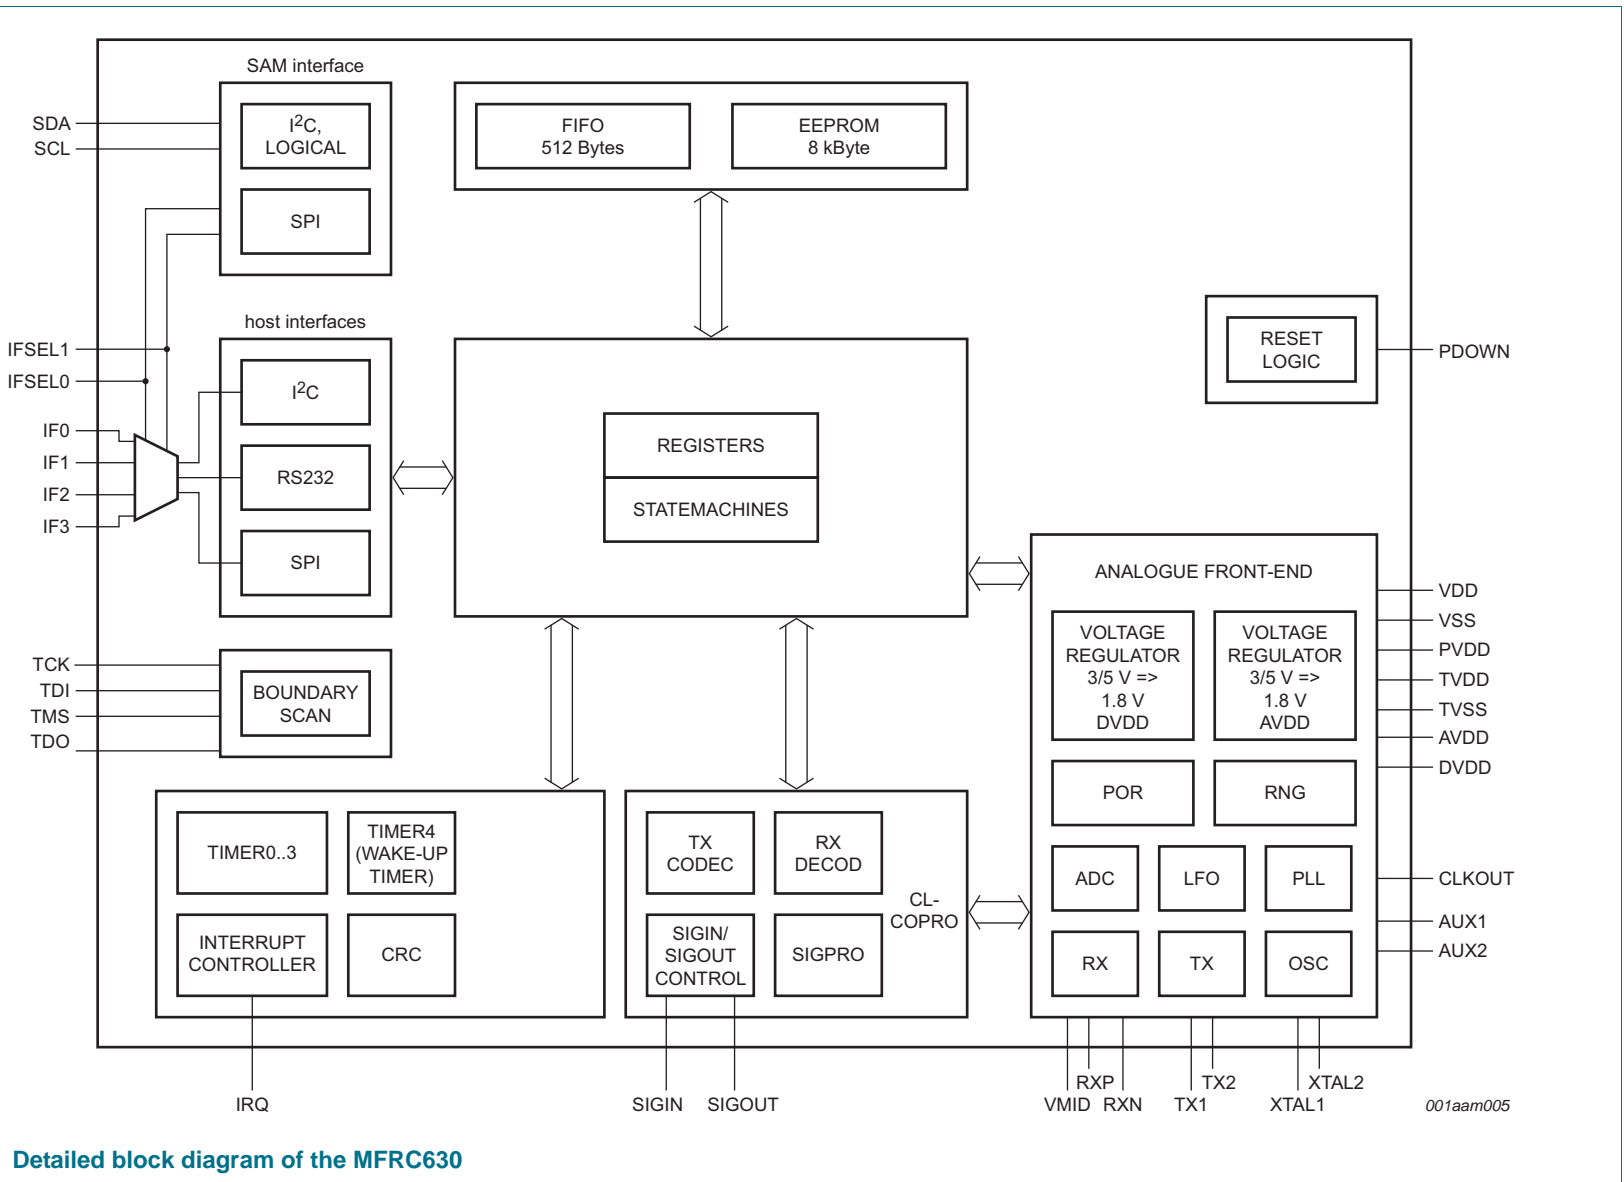 SAM interface
SDA
SCL
I2C,
LOGICAL
SPI
FIFO
512 Bytes
EEPROM
8 kByte
host interfaces
IFSEL1
IFSEL0
IF0
IF1
IF2
IF3
I2C
RS232
SPI
REGISTERS
STATEMACHINES
RESET
LOGIC
PDOWN
TCK
TDI
TMS
TDO
BOUNDARY
SCAN
ANALOGUE FRONT-END
VOLTAGE
REGULATOR
3/5 V =>
1.8 V
DVDD
VOLTAGE
REGULATOR
3/5 V =>
1.8 V
AVDD
POR
RNG
ADC
LFO
PLL
RX
TX
OSC
VDD
VSS
PVDD
TVDD
TVSS
AVDD
DVDD
CLKOUT
AUX1
AUX2
TIMER0..3
TIMER4
(WAKE-UP
TIMER)
INTERRUPT
CONTROLLER
CRC
TX
CODEC
RX
DECOD
CL-
COPRO
SIGIN/
SIGOUT
CONTROL
SIGPRO
IRQ
SIGIN
SIGOUT
RXP
VMID
RXN
TX2
TX1
XTAL2
XTAL1
001aam005
Detailed block diagram of the MFRC630